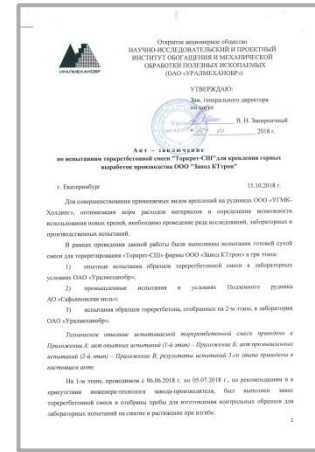 Открытое акционерное общество
НАУЧНО-ИССЛЕДОВАТЕЛЬСКИЙ И ПРОЕКТНЫЙ
ИНСТИТУТ ОБОГАЩЕНИЯ И МЕХАНИЧЕСКОЙ
ОБРАБОТКИ ПОЛЕЗНЫХ ИСКОПАЕМЫХ
(ОАО «УРАЛМЕХАНОБР»)
УРАЛМЕХАНОБР
УТВЕРЖДАЮ:
Зам. генерального директора
по науке
В. Н. Закирничный
2018 г.
Акт – заключение
по испытаниям торкретбетонной смеси "Торкрет-СШ" для крепления горных
выработок производства ООО "Завод КТтрон"
г. Екатеринбург 15.10.2018 г.
Для совершенствования применяемых видов креплений на рудниках ООО «УГМК-
Холдинг», оптимизации норм расходов материалов и определения возможности
использования новых крепей, необходимо проведение ряда исследований, лабораторных и
производственных испытаний.
В рамках проведения данной работы были выполнены испытания готовой сухой
смеси для торкретирования «Торкрет-СШ» фирмы ООО «Завод КТтрон» в три этапа:
1) опытные испытания образцов торкретбетонной смеси в лабораторных
условиях ОАО «Уралмеханобр»;
2) промышленные испытания в условиях Подземного рудника
АО «Сафьяновская медь»;
3) испытания образцов торкретбетона, отобранных на 2-м этапе, в лаборатории
ОАО «Уралмеханобр».
Техническое описание испытываемой торкретбетонной смеси приведено в
Приложении А; акт опытных испытаний (1-й этап) – Приложении Б; акт промышленных
испытаний (2-й этап) – Приложении В, результаты испытаний 3-го этапа приведены в
настоящем акте.
На 1-м этапе, проводимом с 06.06.2018 г. по 05.07.2018 г., по рекомендациям и в
присутствии инженера-технолога завода-производителя, был выполнен замес
торкретбетонной смеси и отобраны пробы для изготовления контрольных образцов для
лабораторных испытаний на сжатие и растяжение при изгибе.
1